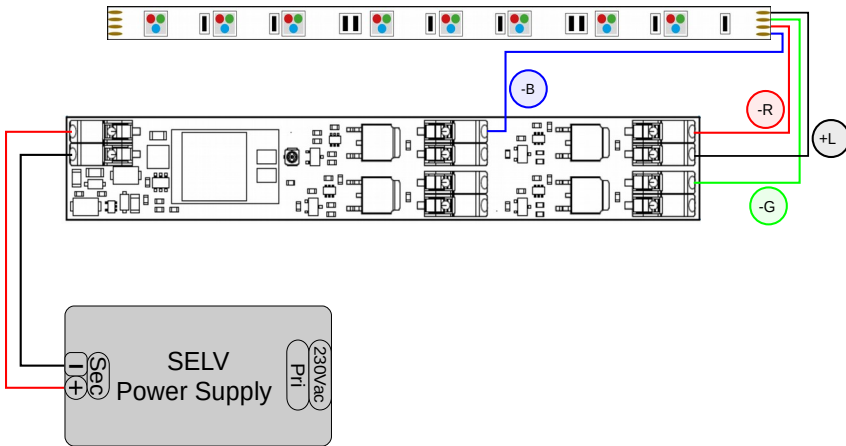 -B
-R
+L
-G
SELV
Power Supply
Sec
− +
Pri
230Vac